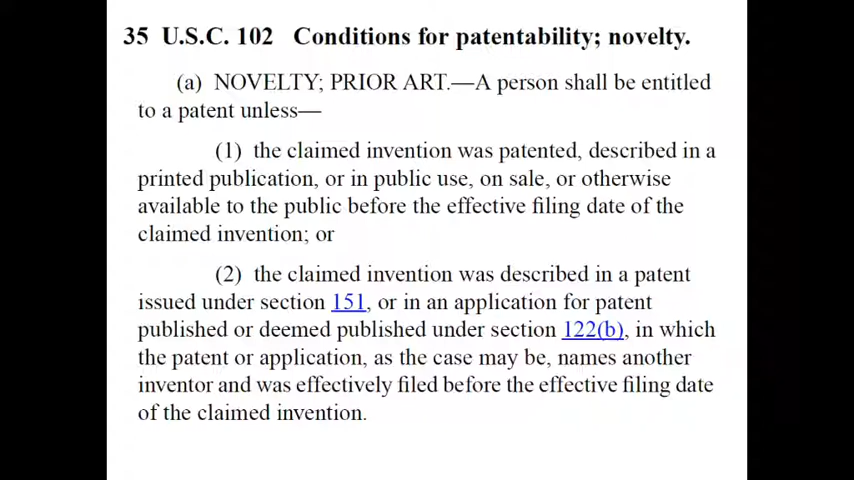 35 U.S.C. 102 Conditions for patentability; novelty.
(a) NOVELTY; PRIOR ART.—A person shall be entitled
to a patent unless—
(1) the claimed invention was patented, described in a
printed publication, or in public use, on sale, or otherwise
available to the public before the effective filing date of the
claimed invention; or
(2) the claimed invention was described in a patent
issued under section 151, or in an application for patent
published or deemed published under section 122(b), in which
the patent or application, as the case may be, names another
inventor and was effectively filed before the effective filing date
of the claimed invention.